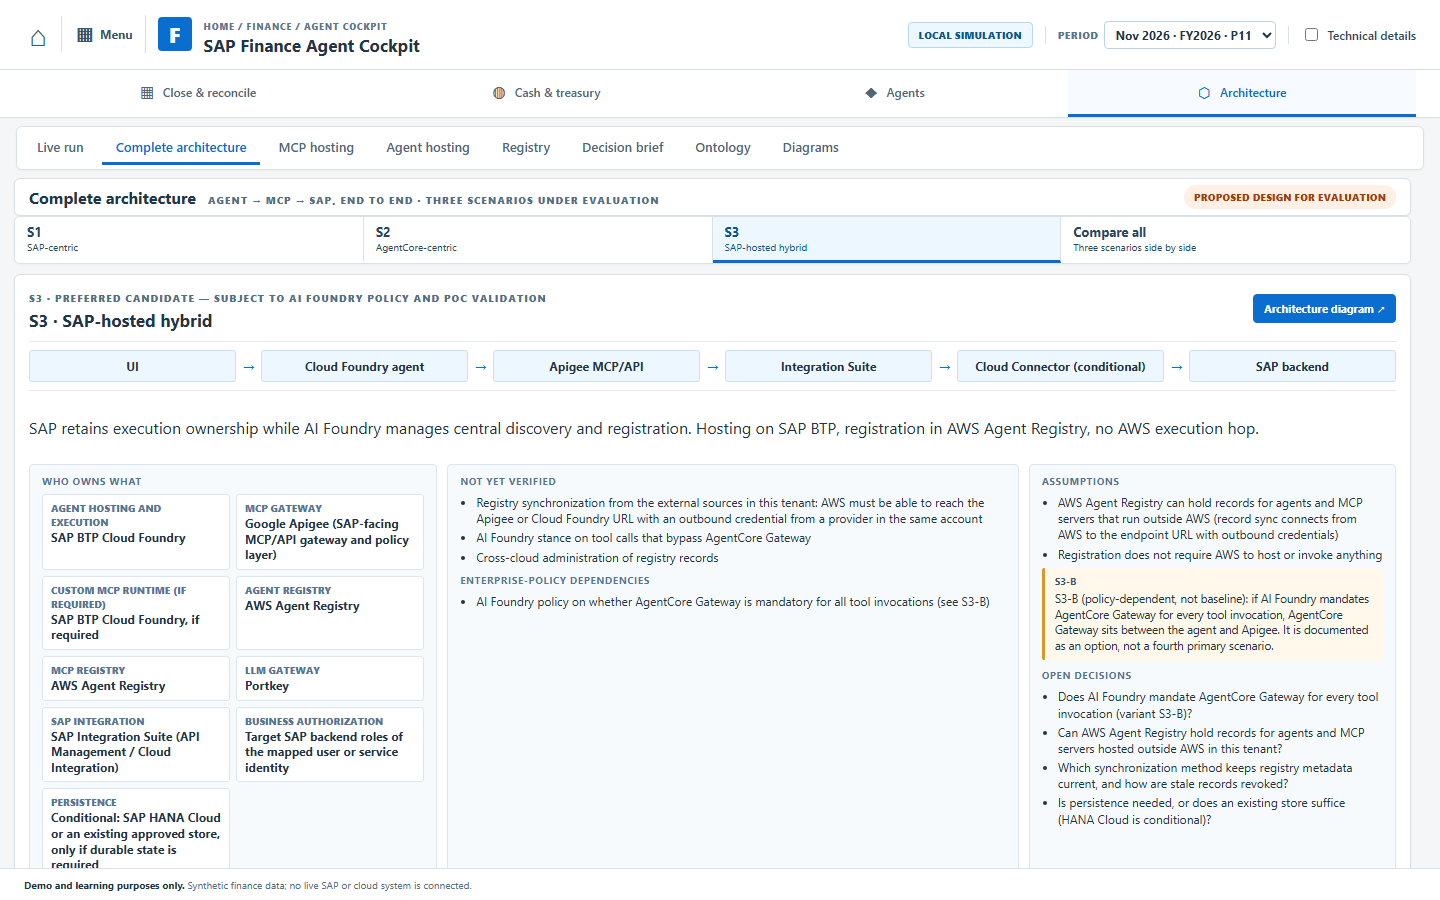 Menu
F
HOME / FINANCE / AGENT COCKPIT
SAP Finance Agent Cockpit
LOCAL SIMULATION
PERIOD
Nov 2026 · FY2026 · P11
Technical details
Close & reconcile
Cash & treasury
Agents
Architecture
Live run
Complete architecture
MCP hosting
Agent hosting
Registry
Decision brief
Ontology
Diagrams
Complete architecture
AGENT → MCP → SAP, END TO END · THREE SCENARIOS UNDER EVALUATION
PROPOSED DESIGN FOR EVALUATION
S1
SAP-centric
S2
AgentCore-centric
S3
SAP-hosted hybrid
Compare all
Three scenarios side by side
S3 · PREFERRED CANDIDATE — SUBJECT TO AI FOUNDRY POLICY AND POC VALIDATION
S3 · SAP-hosted hybrid
Architecture diagram ↗
UI → Cloud Foundry agent → Apigee MCP/API → Integration Suite → Cloud Connector (conditional) → SAP backend
SAP retains execution ownership while AI Foundry manages central discovery and registration. Hosting on SAP BTP, registration in AWS Agent Registry, no AWS execution hop.
WHO OWNS WHAT
AGENT HOSTING AND
EXECUTION
SAP BTP Cloud Foundry
MCP GATEWAY
Google Apigee (SAP-facing
MCP/API gateway and policy
layer)
CUSTOM MCP RUNTIME (IF
REQUIRED)
SAP BTP Cloud Foundry, if
required
AGENT REGISTRY
AWS Agent Registry
MCP REGISTRY
AWS Agent Registry
LLM GATEWAY
Portkey
SAP INTEGRATION
SAP Integration Suite (API
Management / Cloud
Integration)
BUSINESS AUTHORIZATION
Target SAP backend roles of
the mapped user or service
identity
PERSISTENCE
Conditional: SAP HANA Cloud
or an existing approved store,
only if durable state is
required
NOT YET VERIFIED
• Registry synchronization from the external sources in this tenant: AWS must be able to reach the
Apigee or Cloud Foundry URL with an outbound credential from a provider in the same account
• AI Foundry stance on tool calls that bypass AgentCore Gateway
• Cross-cloud administration of registry records
ENTERPRISE-POLICY DEPENDENCIES
• AI Foundry policy on whether AgentCore Gateway is mandatory for all tool invocations (see S3-B)
ASSUMPTIONS
• AWS Agent Registry can hold records for agents and MCP
servers that run outside AWS (record sync connects from
AWS to the endpoint URL with outbound credentials)
• Registration does not require AWS to host or invoke anything
S3-B
S3-B (policy-dependent, not baseline): if AI Foundry mandates
AgentCore Gateway for every tool invocation, AgentCore
Gateway sits between the agent and Apigee. It is documented
as an option, not a fourth primary scenario.
OPEN DECISIONS
• Does AI Foundry mandate AgentCore Gateway for every tool
invocation (variant S3-B)?
• Can AWS Agent Registry hold records for agents and MCP
servers hosted outside AWS in this tenant?
• Which synchronization method keeps registry metadata
current, and how are stale records revoked?
• Is persistence needed, or does an existing store suffice
(HANA Cloud is conditional)?
Demo and learning purposes only. Synthetic finance data; no live SAP or cloud system is connected.